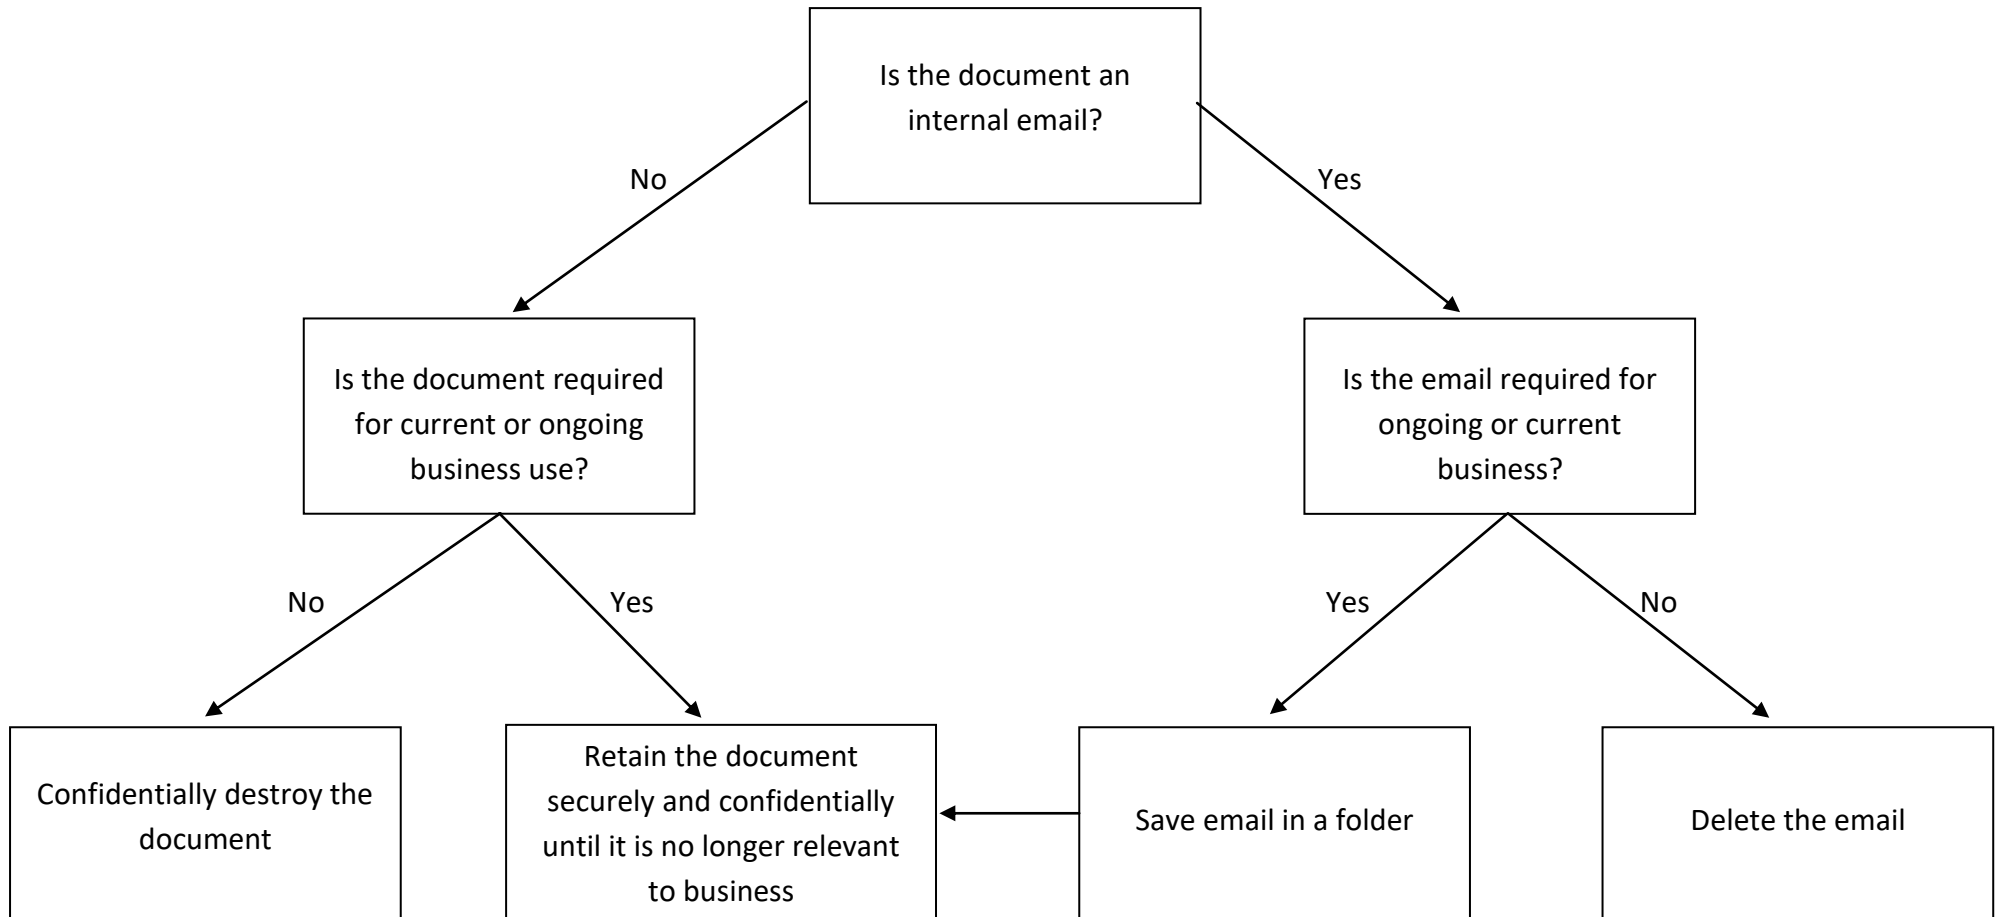 Is the document an
internal email?
No
Yes
Is the document required
for current or ongoing
business use?
Is the email required for
ongoing or current
business?
No
Yes
Yes
No
Confidentially destroy the
document
Retain the document
securely and confidentially
until it is no longer relevant
to business
Save email in a folder
Delete the email